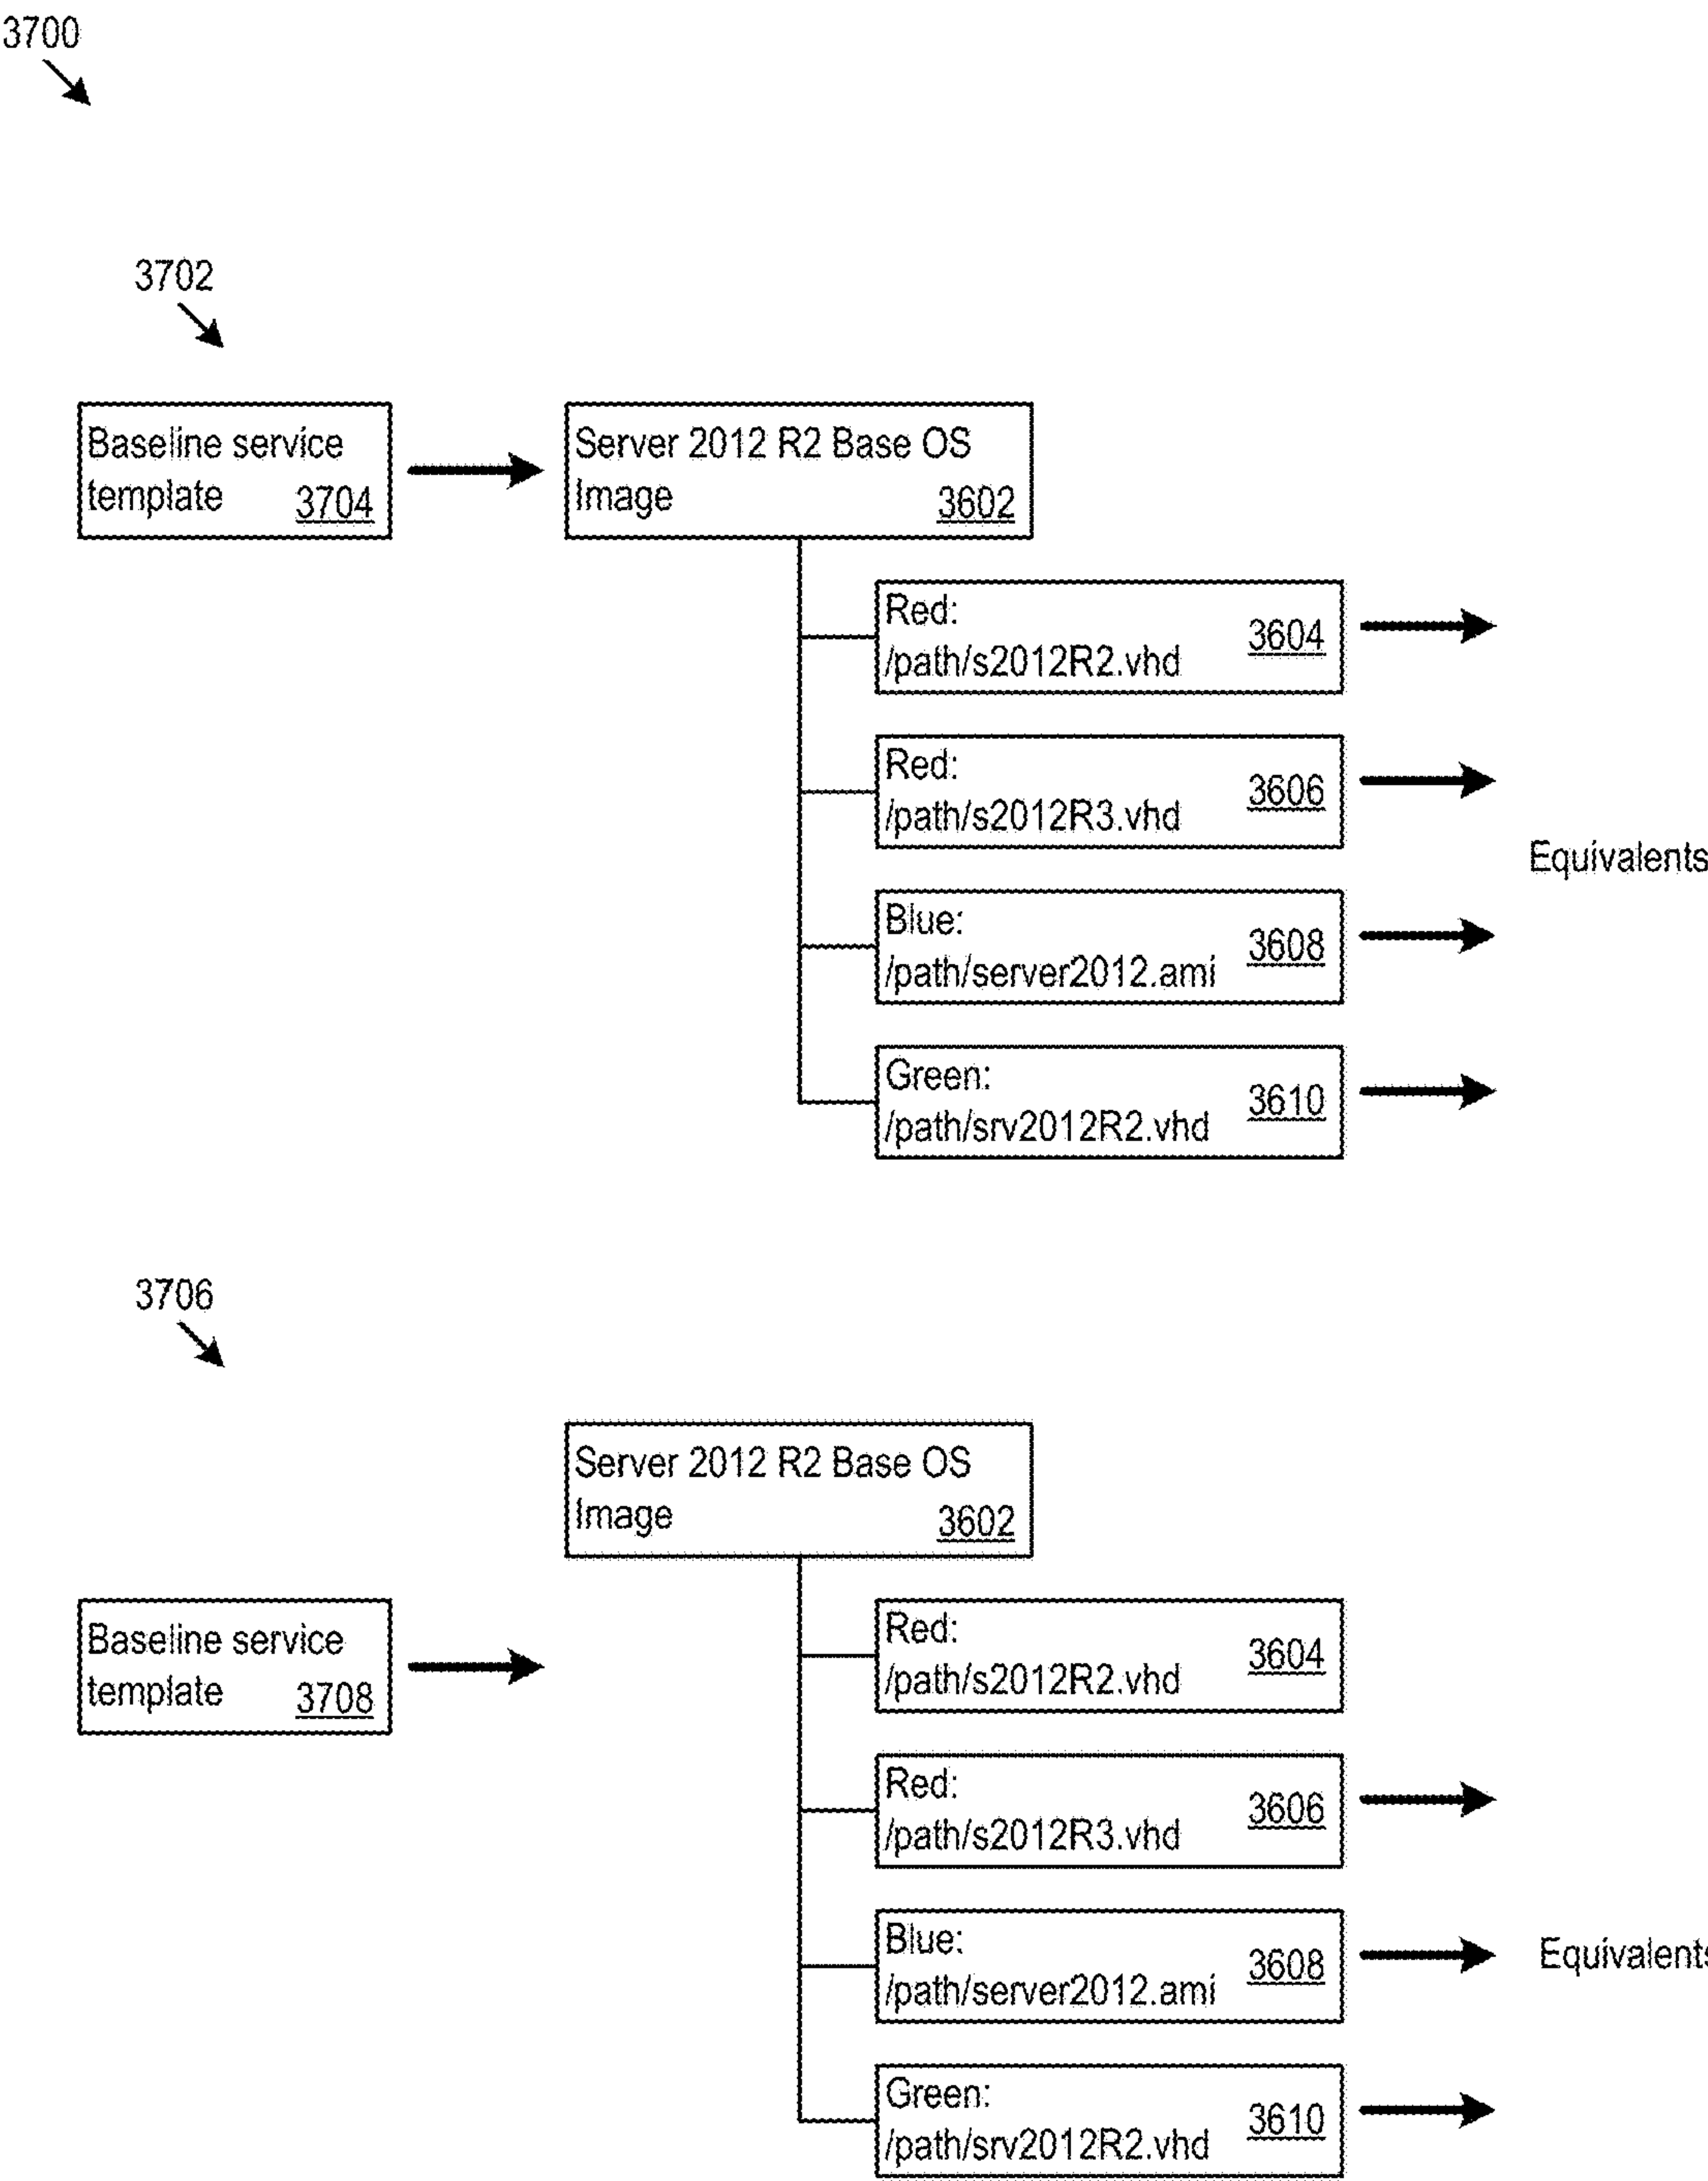 3700
3702
Baseline service
template 3704
Server 2012 R2 Base OS
Image 3602
Red:
/path/s2012R2.vhd 3604
Red:
/path/s2012R3.vhd 3606
Equivalents
Blue:
/path/server2012.ami 3608
Green:
/path/srv2012R2.vhd 3610
3706
Server 2012 R2 Base OS
Image 3602
Baseline service
template 3708
Red:
/path/s2012R2.vhd 3604
Red:
/path/s2012R3.vhd 3606
Blue:
/path/server2012.ami 3608
Equivalents
Green:
/path/srv2012R2.vhd 3610